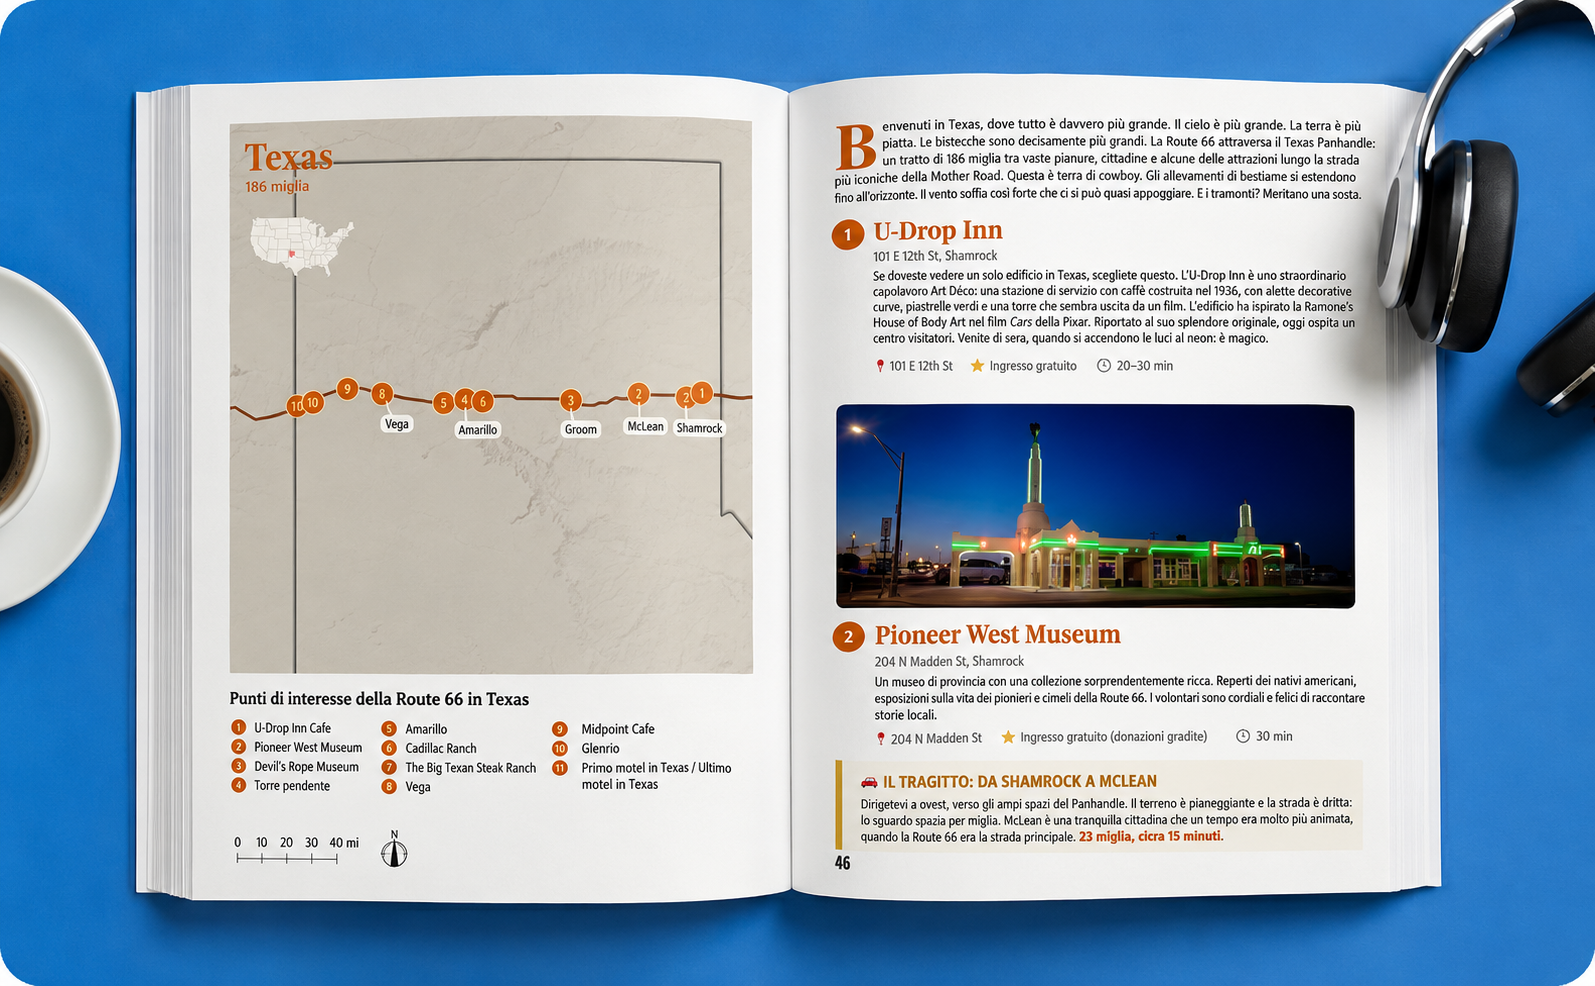 Texas
186 miglia
10
10
9
8
5
4
6
3
2
2
1
Vega
Amarillo
Groom
McLean
Shamrock
Punti di interesse della Route 66 in Texas
1 U-Drop Inn Cafe
2 Pioneer West Museum
3 Devil's Rope Museum
4 Torre pendente
5 Amarillo
6 Cadillac Ranch
7 The Big Texan Steak Ranch
8 Vega
9 Midpoint Cafe
10 Glenrio
11 Primo motel in Texas / Ultimo
motel in Texas
0 10 20 30 40 mi
N
Benvenuti in Texas, dove tutto è davvero più grande. Il cielo è più grande. La terra è più
piatta. Le bistecche sono decisamente più grandi. La Route 66 attraversa il Texas Panhandle:
un tratto di 186 miglia tra vaste pianure, cittadine e alcune delle attrazioni lungo la strada
più iconiche della Mother Road. Questa è terra di cowboy. Gli allevamenti di bestiame si estendono
fino all'orizzonte. Il vento soffia così forte che ci si può quasi appoggiare. E i tramonti? Meritano una sosta.
1 U-Drop Inn
101 E 12th St, Shamrock
Se doveste vedere un solo edificio in Texas, scegliete questo. L'U-Drop Inn è uno straordinario
capolavoro Art Déco: una stazione di servizio con caffè costruita nel 1936, con alette decorative
curve, piastrelle verdi e una torre che sembra uscita da un film. L'edificio ha ispirato la Ramone's
House of Body Art nel film Cars della Pixar. Riportato al suo splendore originale, oggi ospita un
centro visitatori. Venite di sera, quando si accendono le luci al neon: è magico.
101 E 12th St Ingresso gratuito 20–30 min
2 Pioneer West Museum
204 N Madden St, Shamrock
Un museo di provincia con una collezione sorprendentemente ricca. Reperti dei nativi americani,
esposizioni sulla vita dei pionieri e cimeli della Route 66. I volontari sono cordiali e felici di raccontare
storie locali.
204 N Madden St Ingresso gratuito (donazioni gradite) 30 min
IL TRAGITTO: DA SHAMROCK A MCLEAN
Dirigetevi a ovest, verso gli ampi spazi del Panhandle. Il terreno è pianeggiante e la strada è dritta:
lo sguardo spazia per miglia. McLean è una tranquilla cittadina che un tempo era molto più animata,
quando la Route 66 era la strada principale. 23 miglia, cicra 15 minuti.
46